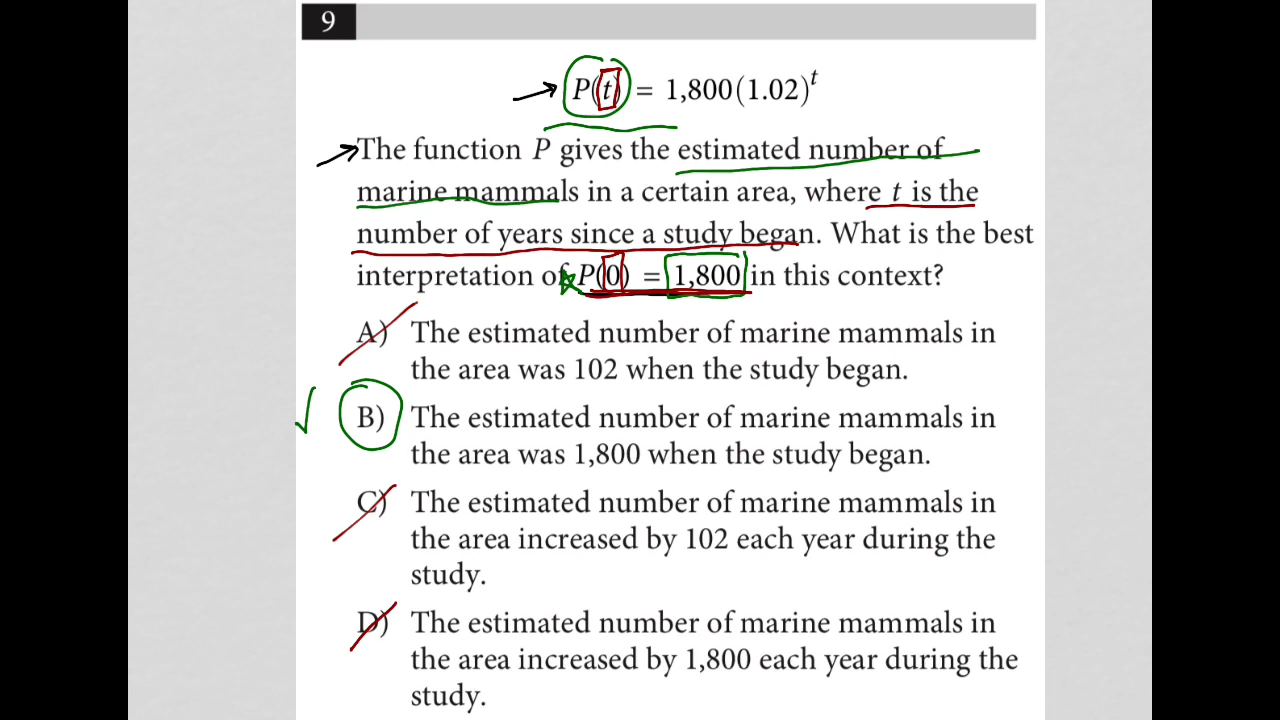 9
P(t) = 1,800(1.02)^t
The function P gives the estimated number of
marine mammals in a certain area, where t is the
number of years since a study began. What is the best
interpretation of P(0) = 1,800 in this context?
A) The estimated number of marine mammals in
the area was 102 when the study began.
B) The estimated number of marine mammals in
the area was 1,800 when the study began.
C) The estimated number of marine mammals in
the area increased by 102 each year during the
study.
D) The estimated number of marine mammals in
the area increased by 1,800 each year during the
study.